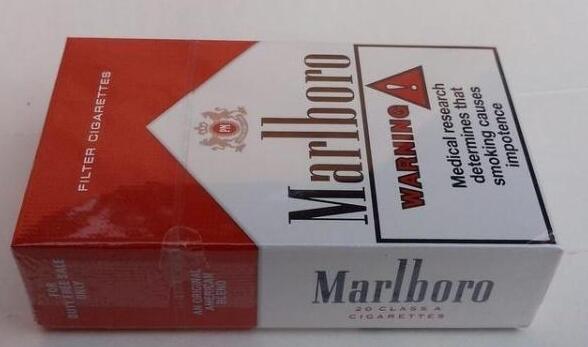 FILTER CIGARETTES
PM
Marlboro
WARNING
Medical research
determines that
smoking causes
impotence
FOR
DUTY FREE SALE
ONLY
AN ORIGINAL
AMERICAN
BLEND
Marlboro
20 CLASS A
CIGARETTES